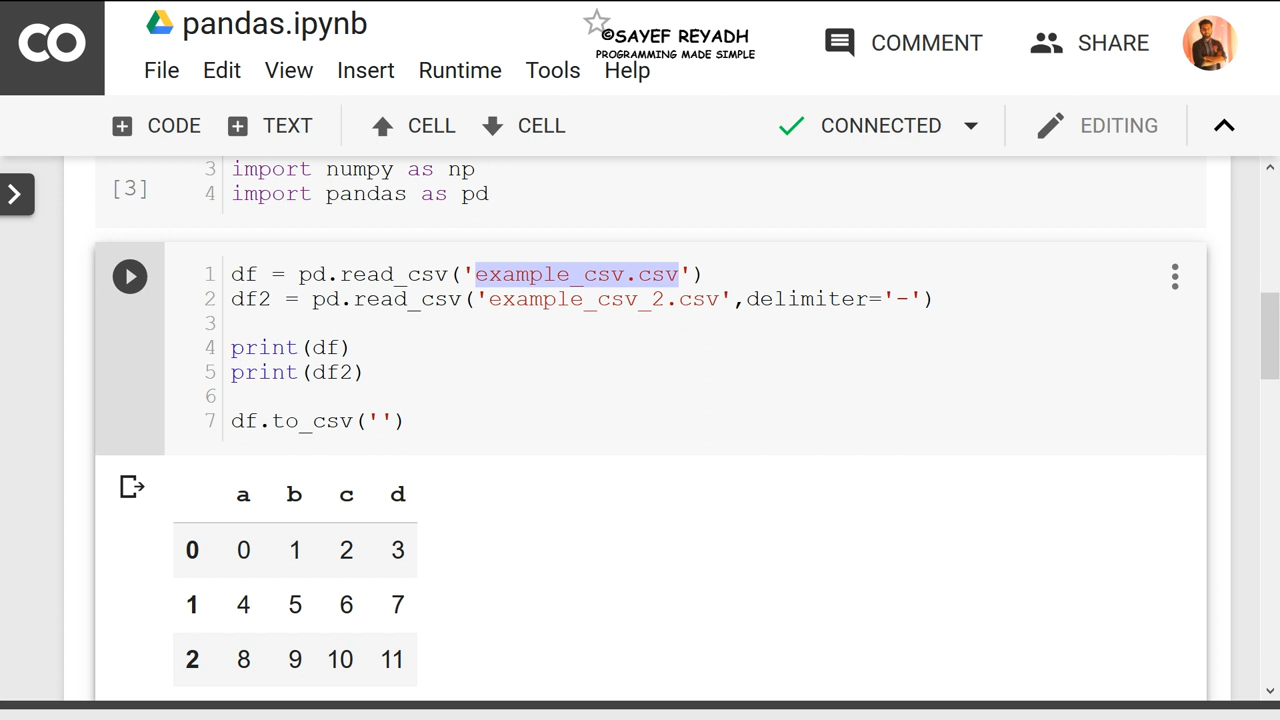 CO
pandas.ipynb
©SAYEF REYADH
PROGRAMMING MADE SIMPLE
COMMENT
SHARE
File Edit View Insert Runtime Tools Help
CODE TEXT CELL CELL CONNECTED EDITING
3 import numpy as np
[3] 4 import pandas as pd
1 df = pd.read_csv('example_csv.csv')
2 df2 = pd.read_csv('example_csv_2.csv',delimiter='-')
3
4 print(df)
5 print(df2)
6
7 df.to_csv('')
a b c d
0 0 1 2 3
1 4 5 6 7
2 8 9 10 11